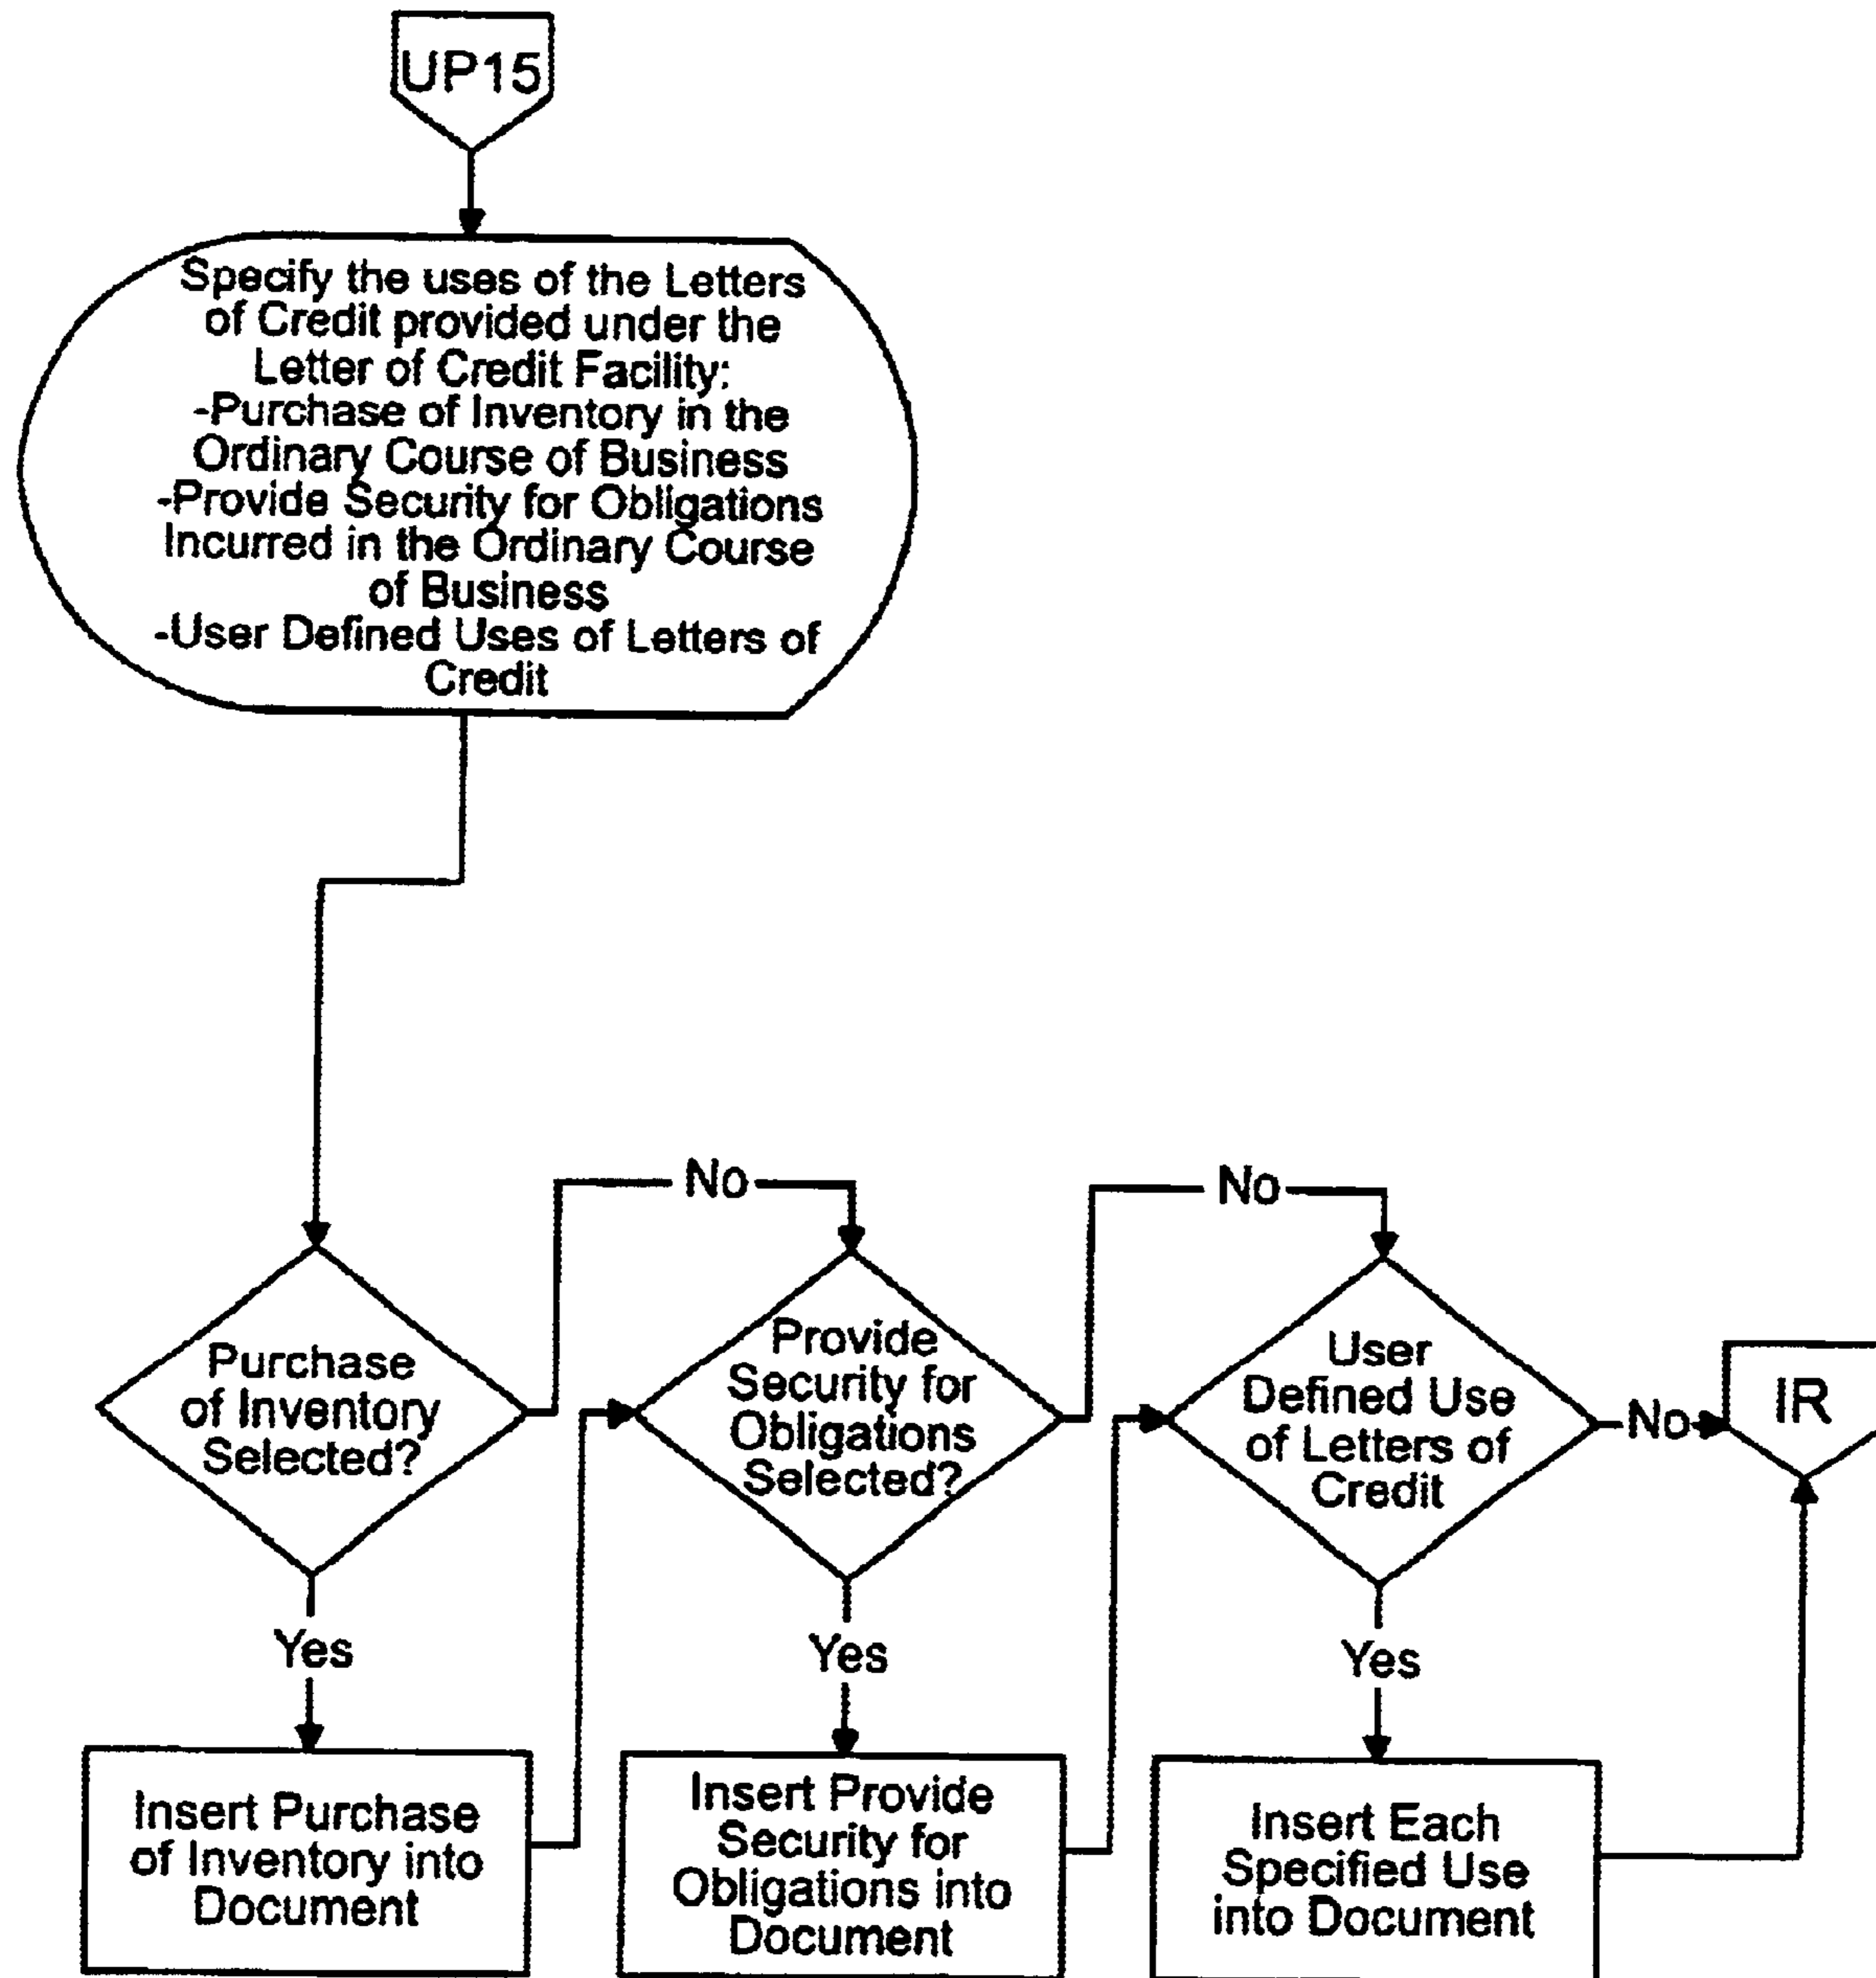 UP15
Specify the uses of the Letters
of Credit provided under the
Letter of Credit Facility:
-Purchase of Inventory in the
Ordinary Course of Business
-Provide Security for Obligations
Incurred in the Ordinary Course
of Business
-User Defined Uses of Letters of
Credit
No
No
Purchase
of Inventory
Selected?
Provide
Security for
Obligations
Selected?
User
Defined Use
of Letters of
Credit
No
IR
Yes
Yes
Yes
Insert Purchase
of Inventory into
Document
Insert Provide
Security for
Obligations into
Document
Insert Each
Specified Use
into Document